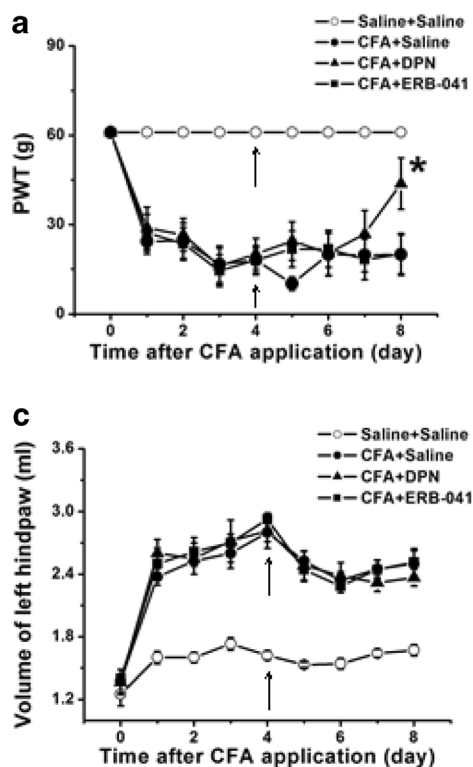 a
Saline+Saline
CFA+Saline
CFA+DPN
CFA+ERB-041
90
60
30
0
PWT (g)
*
0 2 4 6 8
Time after CFA application (day)
c
Saline+Saline
CFA+Saline
CFA+DPN
CFA+ERB-041
3.6
3.0
2.4
1.8
1.2
Volume of left hindpaw (ml)
0 2 4 6 8
Time after CFA application (day)